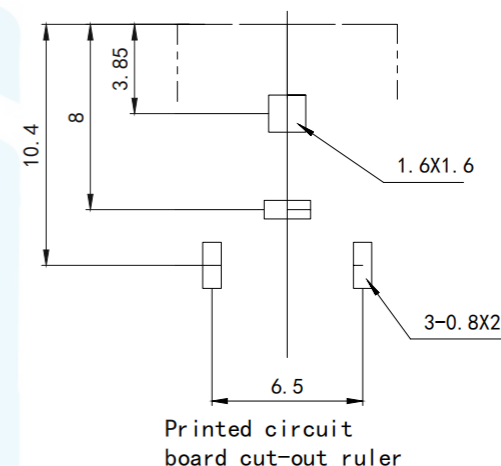 3.85
8
10.4
1.6X1.6
3-0.8X2
6.5
Printed circuit
board cut-out ruler